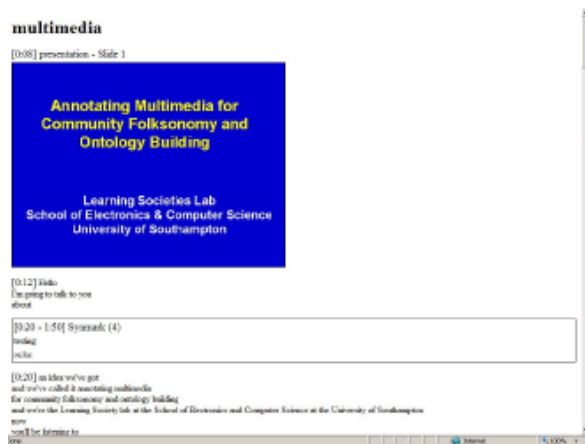 multimedia
[0:08] presentation - Slide 1
Annotating Multimedia for
Community Folksonomy and
Ontology Building
Learning Societies Lab
School of Electronics & Computer Science
University of Southampton
[0:12] Hello
I'm going to talk to you
about
[0:20 - 1:50] Synmark (4)
testing
[0:20] an idea we've got
and we've called it annotating multimedia
for community folksonomy and ontology building
and we're the Learning Society lab at the School of Electronics and Computer Science at the University of Southampton
now
you'll be listening to
Internet
100%